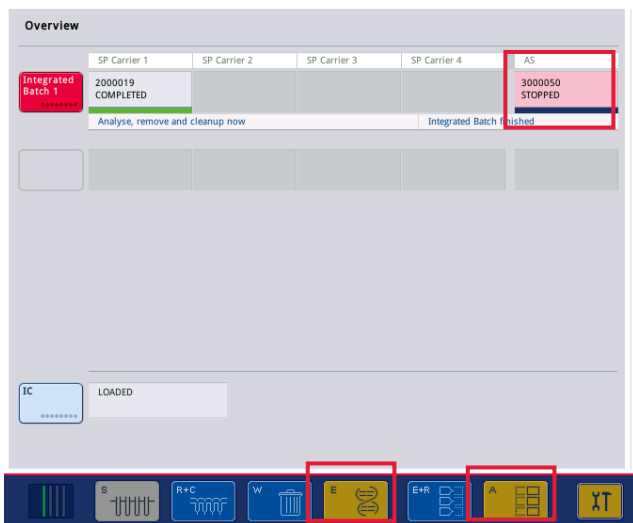 Overview
SP Carrier 1
SP Carrier 2
SP Carrier 3
SP Carrier 4
AS
Integrated
Batch 1
2000019
COMPLETED
3000050
STOPPED
Analyse, remove and cleanup now
Integrated Batch finished
IC
LOADED
S
R+C
W
E
E+R
A